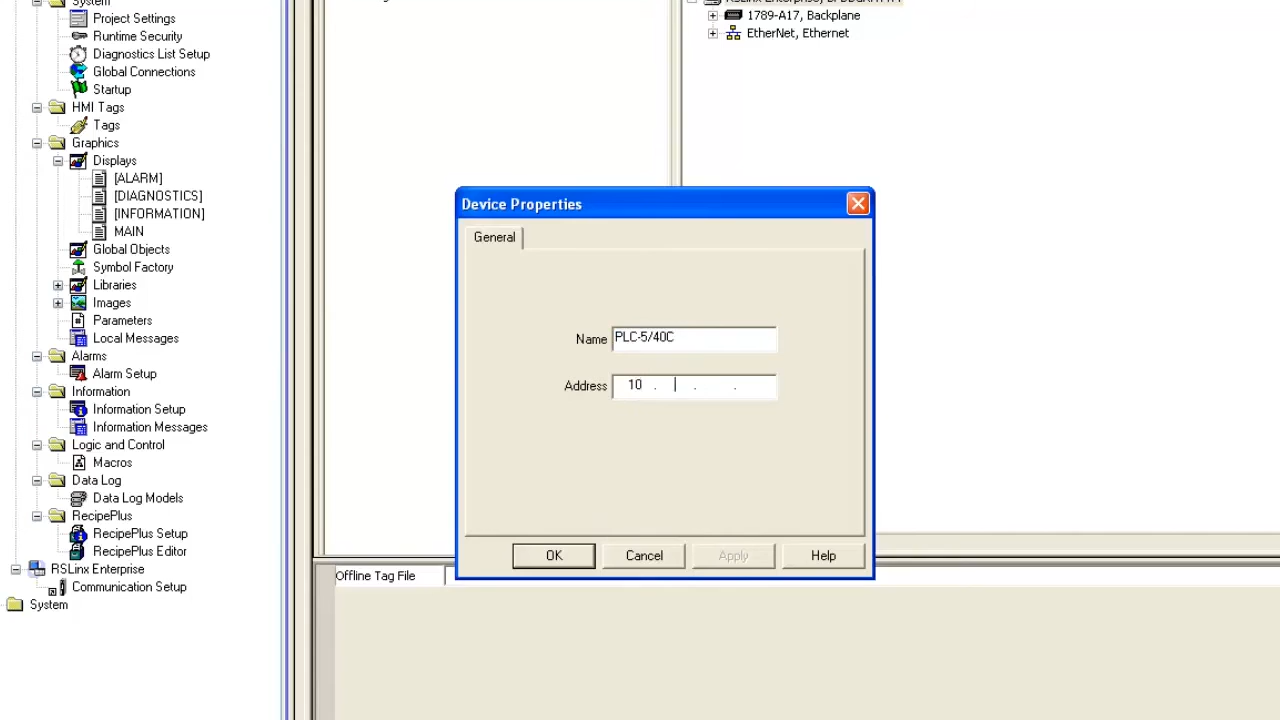 System
Project Settings
Runtime Security
Diagnostics List Setup
Global Connections
Startup
HMI Tags
Tags
Graphics
Displays
[ALARM]
[DIAGNOSTICS]
[INFORMATION]
MAIN
Global Objects
Symbol Factory
Libraries
Images
Parameters
Local Messages
Alarms
Alarm Setup
Information
Information Setup
Information Messages
Logic and Control
Macros
Data Log
Data Log Models
RecipePlus
RecipePlus Setup
RecipePlus Editor
RSLinx Enterprise
Communication Setup
System
RSLinx Enterprise,
1789-A17, Backplane
EtherNet, Ethernet
Device Properties
General
Name PLC-5/40C
Address 10 . . .
OK Cancel Apply Help
Offline Tag File